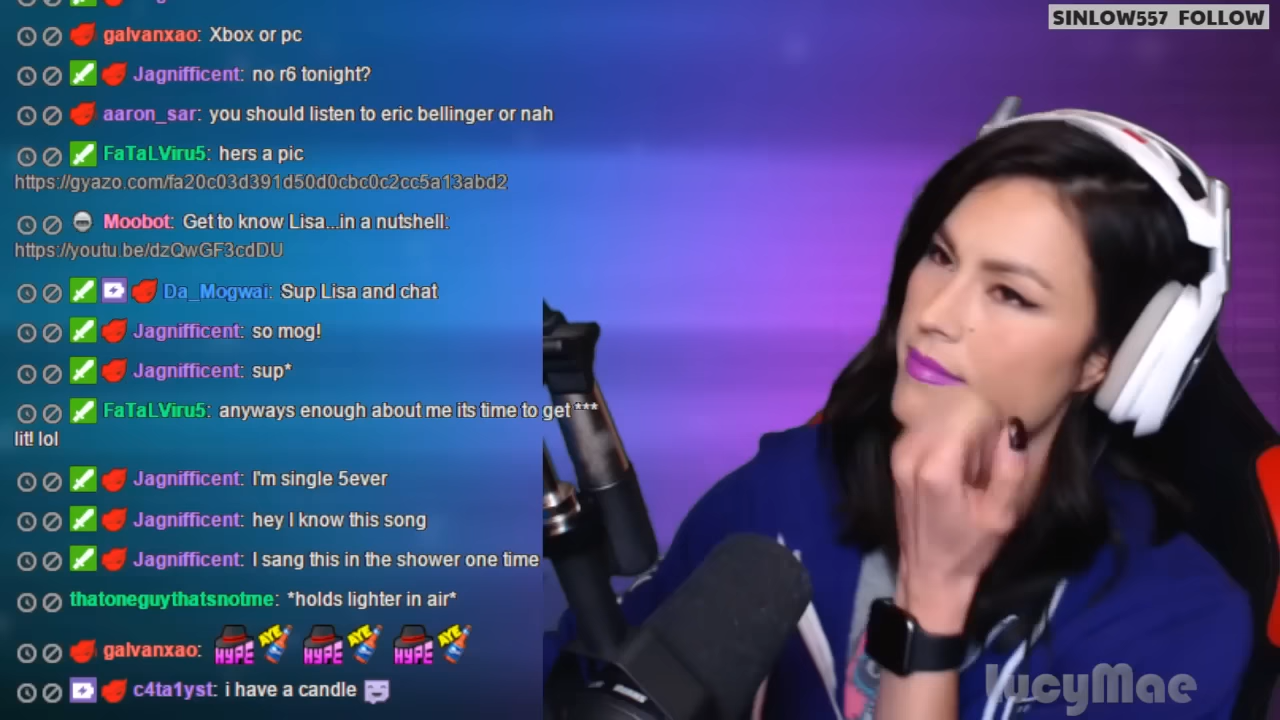 SINLOW557 FOLLOW
galvanxao: Xbox or pc
Jagnifficent: no r6 tonight?
aaron_sar: you should listen to eric bellinger or nah
FaTaLViru5: hers a pic
https://gyazo.com/fa20c03d391d50d0cbc0c2cc5a13abd2
Moobot: Get to know Lisa...in a nutshell:
https://youtu.be/dzQwGF3cdDU
Da_Mogwai: Sup Lisa and chat
Jagnifficent: so mog!
Jagnifficent: sup*
FaTaLViru5: anyways enough about me its time to get ***
lit! lol
Jagnifficent: I'm single 5ever
Jagnifficent: hey I know this song
Jagnifficent: I sang this in the shower one time
thatoneguythatsnotme: *holds lighter in air*
galvanxao: HYPE AYE HYPE AYE HYPE AYE
c4ta1yst: i have a candle
lucyMae